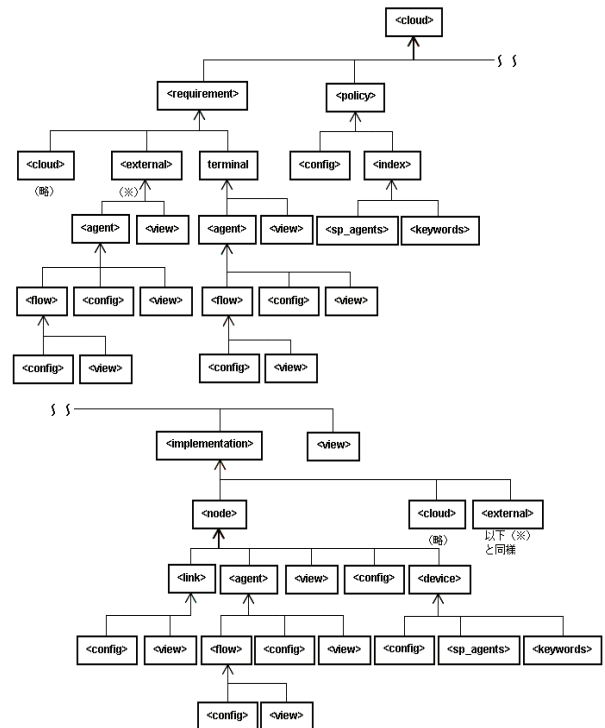 <cloud>
<requirement> <policy>
<cloud> <external> terminal <config> <index>
(略) (※)
<agent> <view> <agent> <view> <sp_agents> <keywords>
<flow> <config> <view> <flow> <config> <view>
<config> <view> <config> <view>
<implementation> <view>
<node> <cloud> <external>
(略) 以下(※)
と同様
<link> <agent> <view> <config> <device>
<config> <view> <flow> <config> <view> <config> <sp_agents> <keywords>
<config> <view>